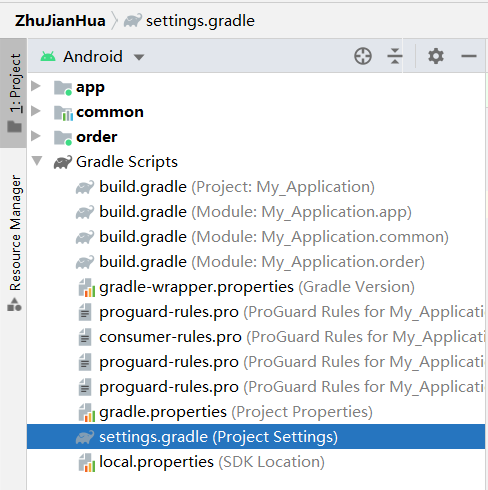 ZhuJianHua settings.gradle
1: Project
Resource Manager
Android
app
common
order
Gradle Scripts
build.gradle (Project: My_Application)
build.gradle (Module: My_Application.app)
build.gradle (Module: My_Application.common)
build.gradle (Module: My_Application.order)
gradle-wrapper.properties (Gradle Version)
proguard-rules.pro (ProGuard Rules for My_Applicati
consumer-rules.pro (ProGuard Rules for My_Applicat
proguard-rules.pro (ProGuard Rules for My_Applicati
proguard-rules.pro (ProGuard Rules for My_Applicati
gradle.properties (Project Properties)
settings.gradle (Project Settings)
local.properties (SDK Location)